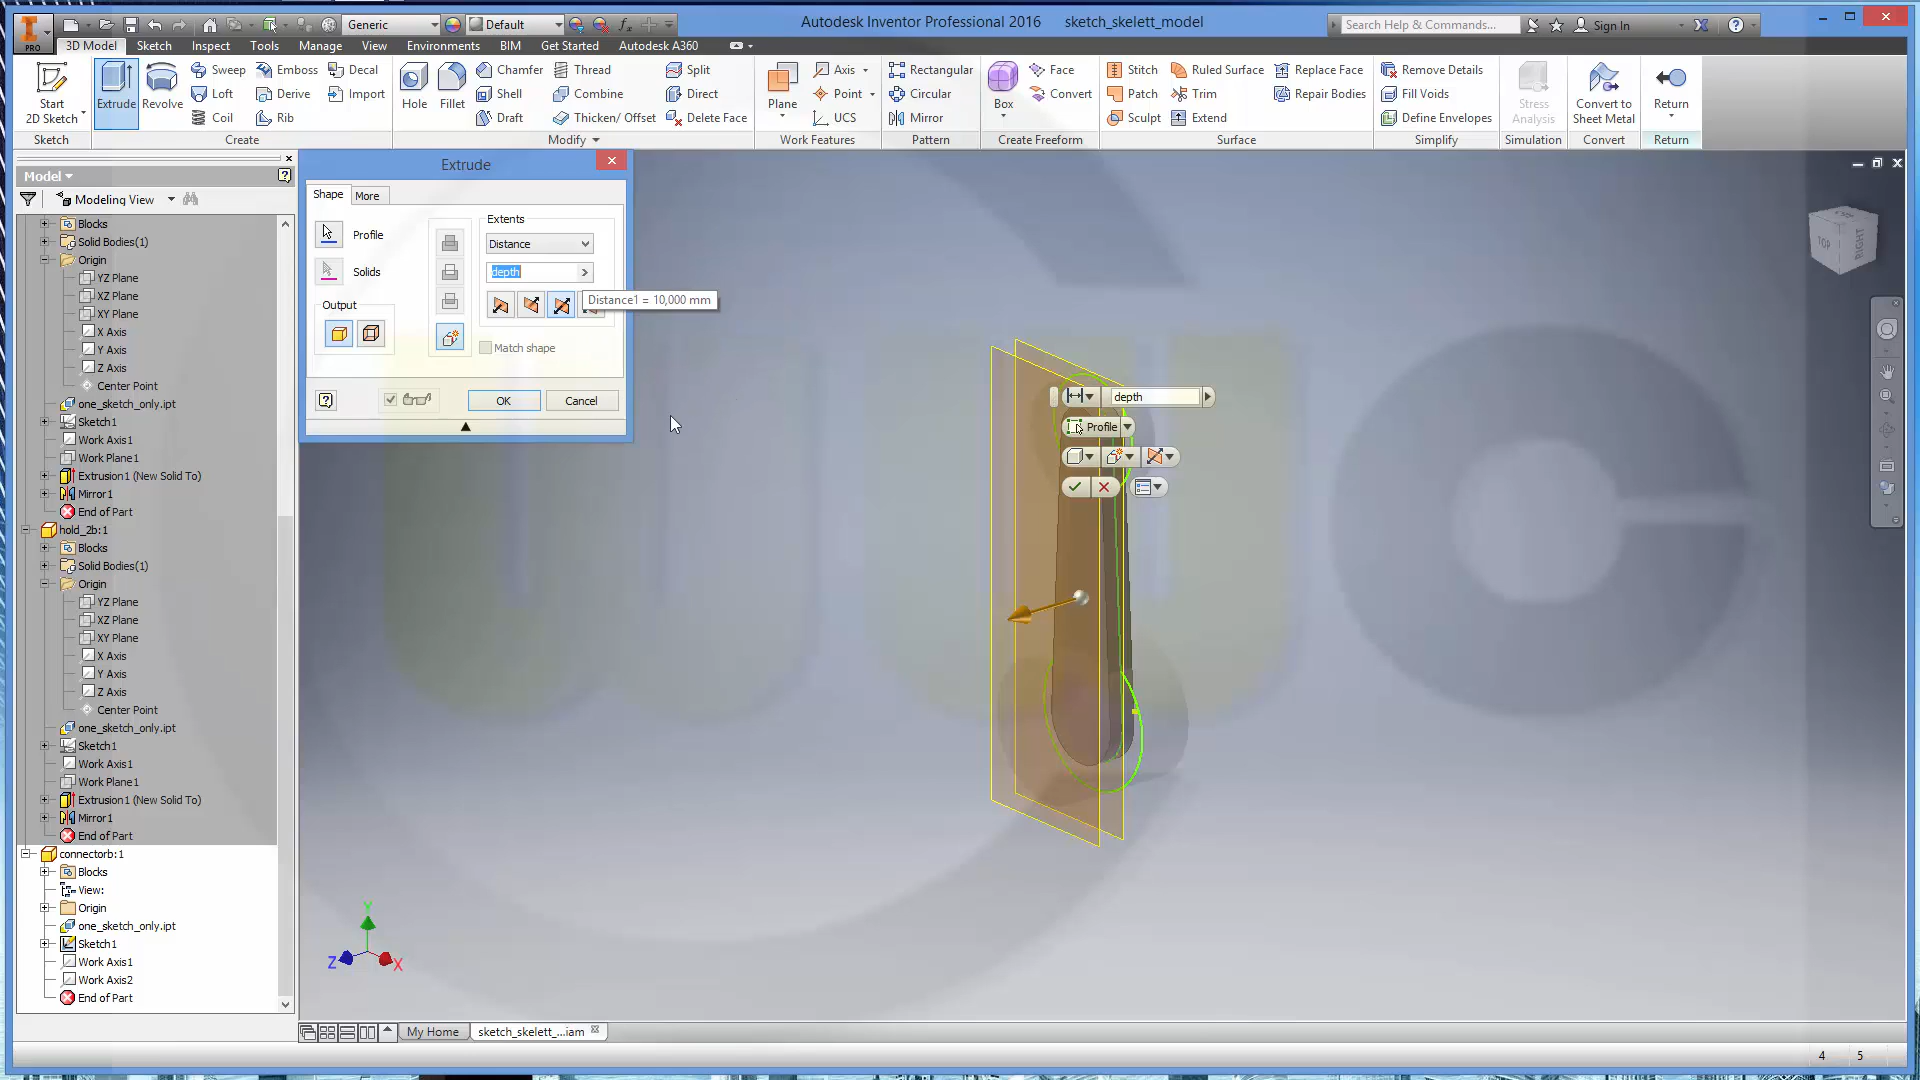 Generic
Default
Autodesk Inventor Professional 2016 sketch_skelett_model
Search Help & Commands...
Sign In
PRO
3D Model Sketch Inspect Tools Manage View Environments BIM Get Started Autodesk A360
Start
2D Sketch
Extrude
Revolve
Sweep
Loft
Coil
Emboss
Derive
Rib
Decal
Import
Hole
Fillet
Chamfer
Shell
Draft
Thread
Combine
Thicken/ Offset
Split
Direct
Delete Face
Plane
Axis
Point
UCS
Rectangular
Circular
Mirror
Box
Face
Convert
Stitch
Patch
Sculpt
Ruled Surface
Trim
Extend
Replace Face
Repair Bodies
Remove Details
Fill Voids
Define Envelopes
Stress
Analysis
Convert to
Sheet Metal
Return
Sketch Create Modify Work Features Pattern Create Freeform Surface Simplify Simulation Convert Return
Model
Modeling View
Blocks
Solid Bodies(1)
Origin
YZ Plane
XZ Plane
XY Plane
X Axis
Y Axis
Z Axis
Center Point
one_sketch_only.ipt
Sketch1
Work Axis1
Work Plane1
Extrusion1 (New Solid To)
Mirror1
End of Part
hold_2b:1
Blocks
Solid Bodies(1)
Origin
YZ Plane
XZ Plane
XY Plane
X Axis
Y Axis
Z Axis
Center Point
one_sketch_only.ipt
Sketch1
Work Axis1
Work Plane1
Extrusion1 (New Solid To)
Mirror1
End of Part
connectorb:1
Blocks
View:
Origin
one_sketch_only.ipt
Sketch1
Work Axis1
Work Axis2
End of Part
Extrude
Shape More
Profile
Solids
Output
Extents
Distance
depth
Distance1 = 10,000 mm
Match shape
OK Cancel
depth
Profile
TOP
RIGHT
Y
Z
X
My Home sketch_skelett_...iam
4 5